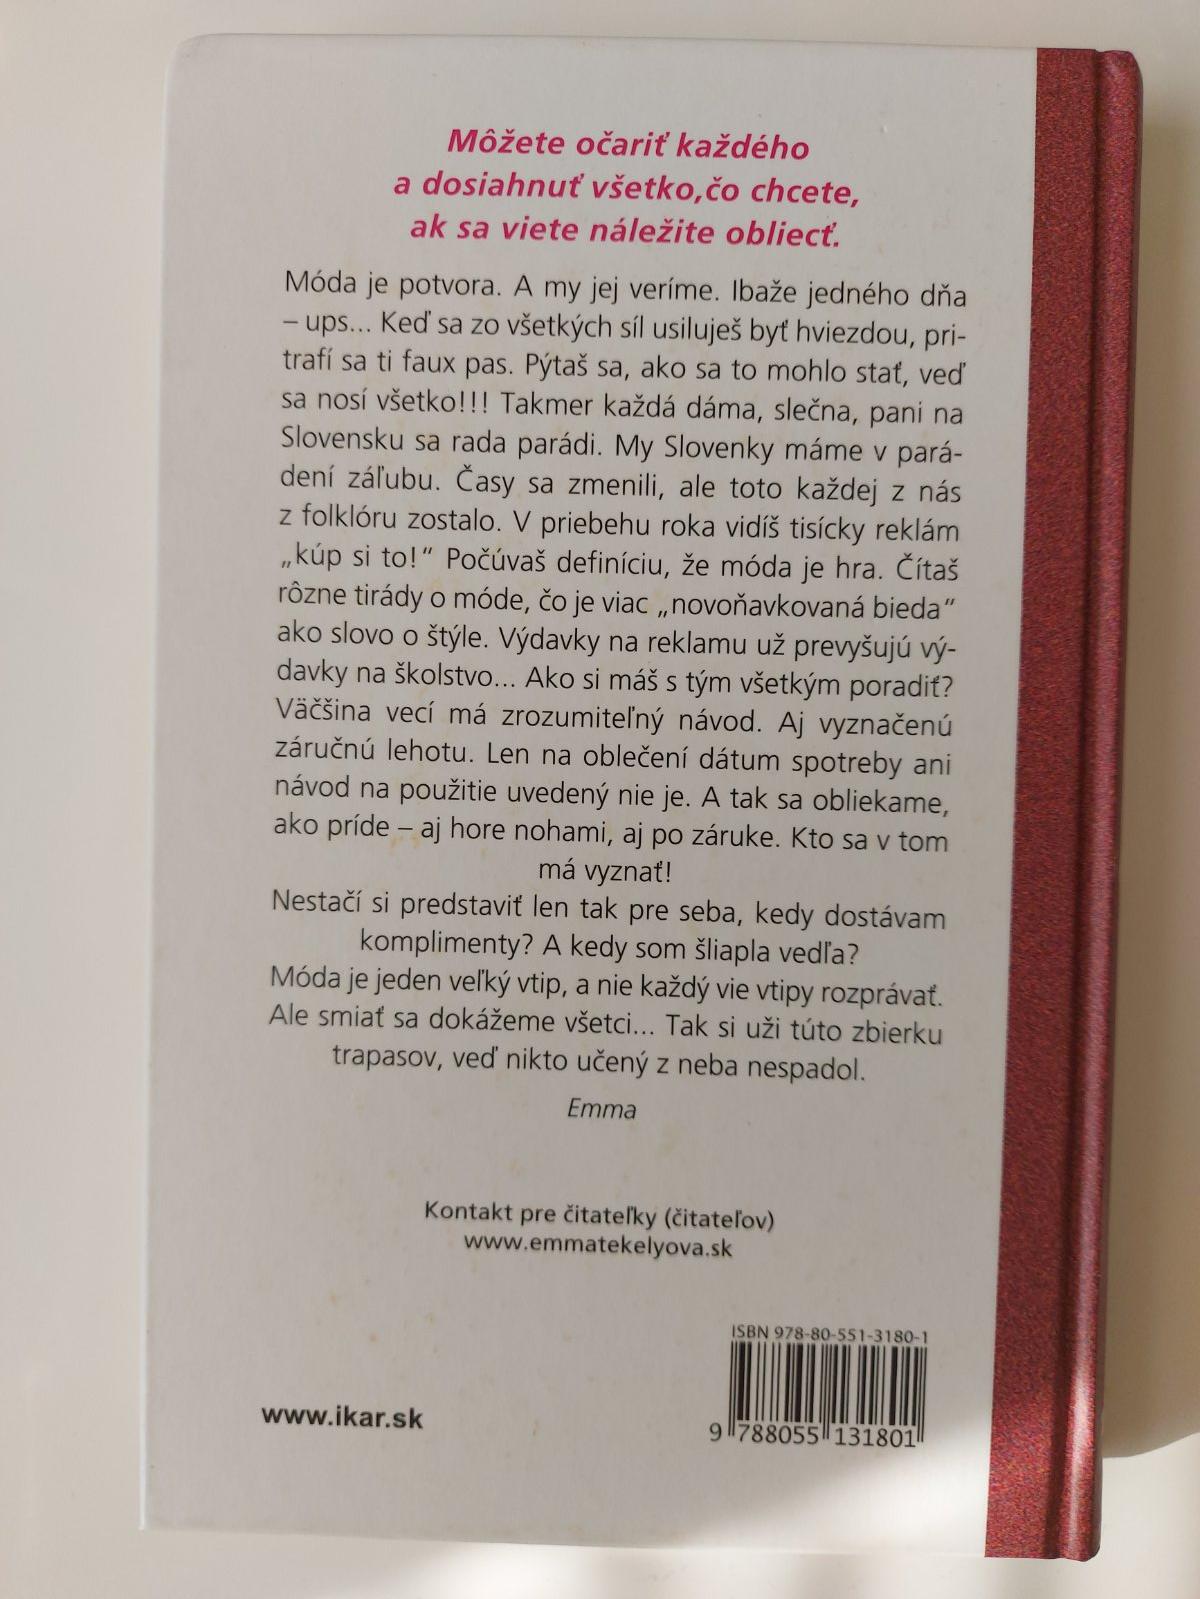 Môžete očariť každého
a dosiahnuť všetko,čo chcete,
ak sa viete náležite obliecť.
Móda je potvora. A my jej veríme. Ibaže jedného dňa
– ups... Keď sa zo všetkých síl usiluješ byť hviezdou, pri-
trafí sa ti faux pas. Pýtaš sa, ako sa to mohlo stať, veď
sa nosí všetko!!! Takmer každá dáma, slečna, pani na
Slovensku sa rada parádi. My Slovenky máme v pará-
dení záľubu. Časy sa zmenili, ale toto každej z nás
z folklóru zostalo. V priebehu roka vidíš tisícky reklám
„kúp si to!“ Počúvaš definíciu, že móda je hra. Čítaš
rôzne tirády o móde, čo je viac „novoňavkovaná bieda“
ako slovo o štýle. Výdavky na reklamu už prevyšujú vý-
davky na školstvo... Ako si máš s tým všetkým poradiť?
Väčšina vecí má zrozumiteľný návod. Aj vyznačenú
záručnú lehotu. Len na oblečení dátum spotreby ani
návod na použitie uvedený nie je. A tak sa obliekame,
ako príde – aj hore nohami, aj po záruke. Kto sa v tom
má vyznať!
Nestačí si predstaviť len tak pre seba, kedy dostávam
komplimenty? A kedy som šliapla vedľa?
Móda je jeden veľký vtip, a nie každý vie vtipy rozprávať.
Ale smiať sa dokážeme všetci... Tak si uži túto zbierku
trapasov, veď nikto učený z neba nespadol.
Emma
Kontakt pre čitateľky (čitateľov)
www.emmatekelyova.sk
ISBN 978-80-551-3180-1
www.ikar.sk
9 788055 131801